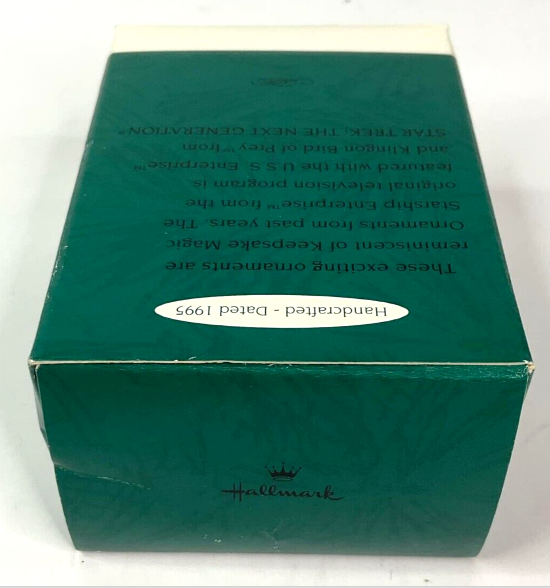 Handcrafted - Dated 1995
These exciting ornaments are
reminiscent of Keepsake Magic
Ornaments from past years. The
Starship Enterprise™ from the
original television program is
featured with the U.S.S. Enterprise™
and Klingon Bird of Prey™ from
STAR TREK: THE NEXT GENERATION®
Hallmark